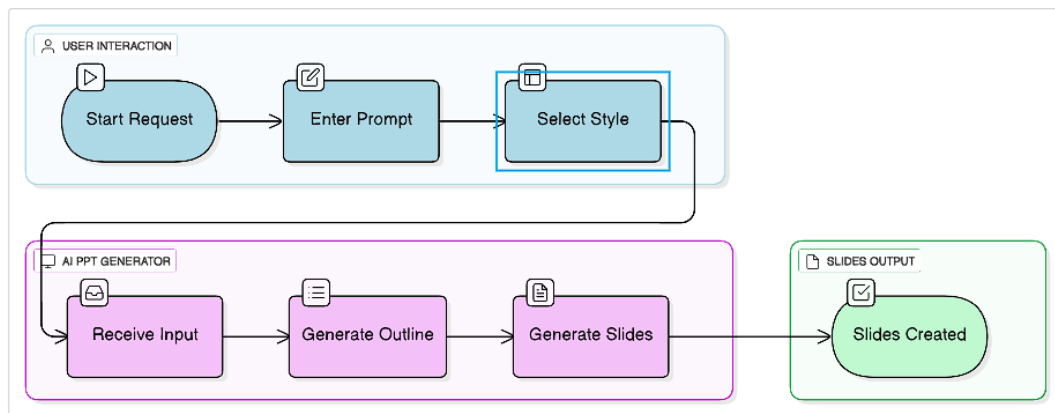 USER INTERACTION
Start Request
Enter Prompt
Select Style
AI PPT GENERATOR
SLIDES OUTPUT
Receive Input
Generate Outline
Generate Slides
Slides Created